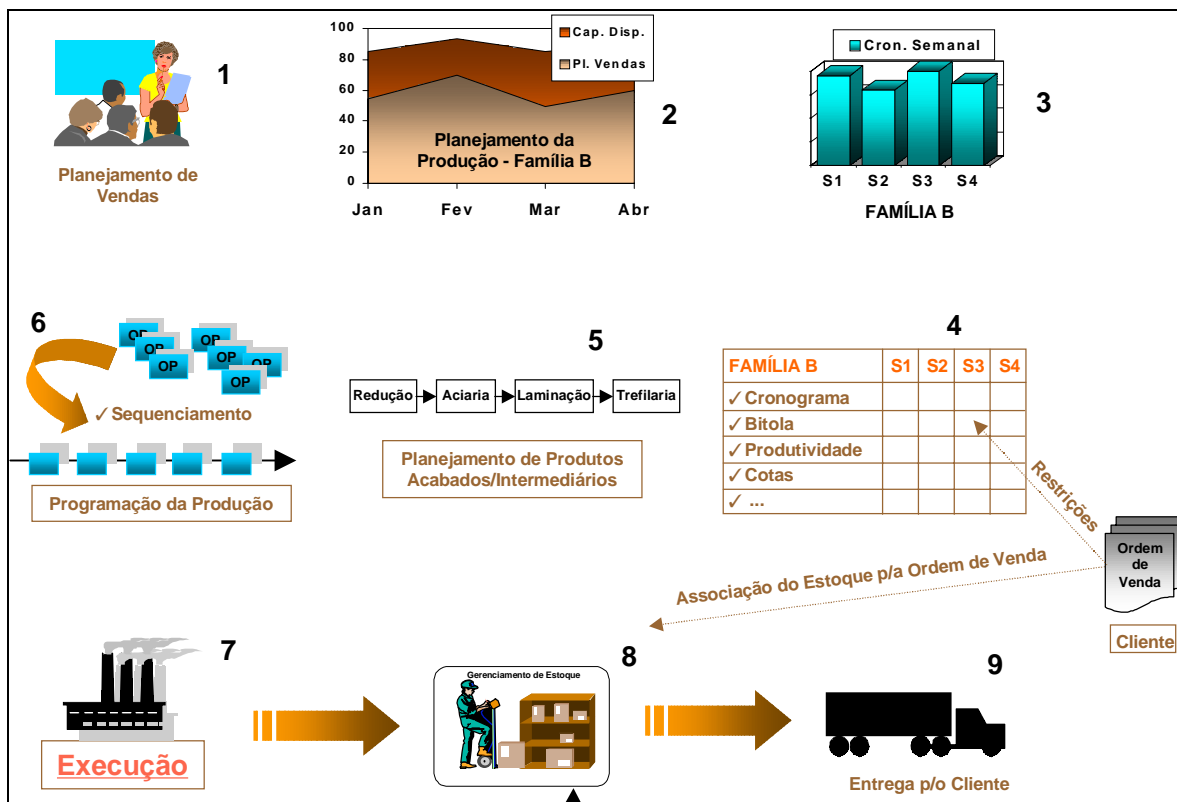 1
Planejamento de
Vendas
100
80
60
40
20
0
Cap. Disp.
Pl. Vendas
2
Planejamento da
Produção - Família B
Jan Fev Mar Abr
Cron. Semanal
3
S1 S2 S3 S4
FAMÍLIA B
6
OP
OP
OP
OP
OP
OP
OP
✓ Sequenciamento
Programação da Produção
5
Redução Aciaria Laminação Trefilaria
Planejamento de Produtos
Acabados/Intermediários
4
FAMÍLIA B S1 S2 S3 S4
✓ Cronograma
✓ Bitola
✓ Produtividade
✓ Cotas
✓ ...
Restrições
Ordem
de
Venda
Associação do Estoque p/a Ordem de Venda
Cliente
7
Execução
8
Gerenciamento de Estoque
9
Entrega p/o Cliente